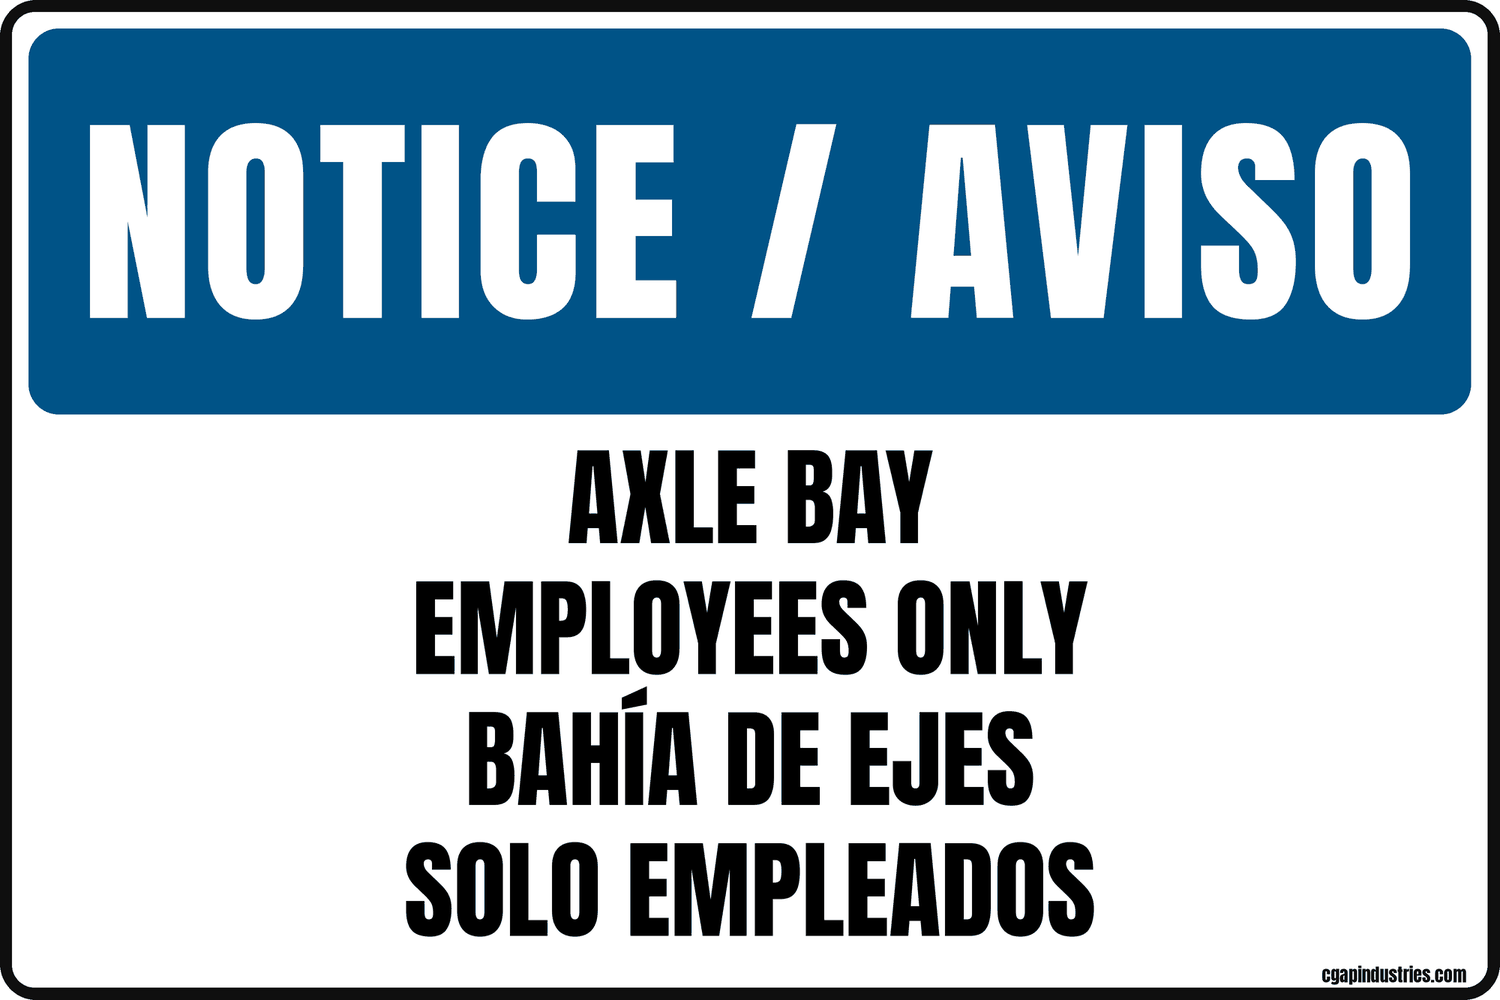 NOTICE / AVISO
AXLE BAY
EMPLOYEES ONLY
BAHÍA DE EJES
SOLO EMPLEADOS
cgapindustries.com